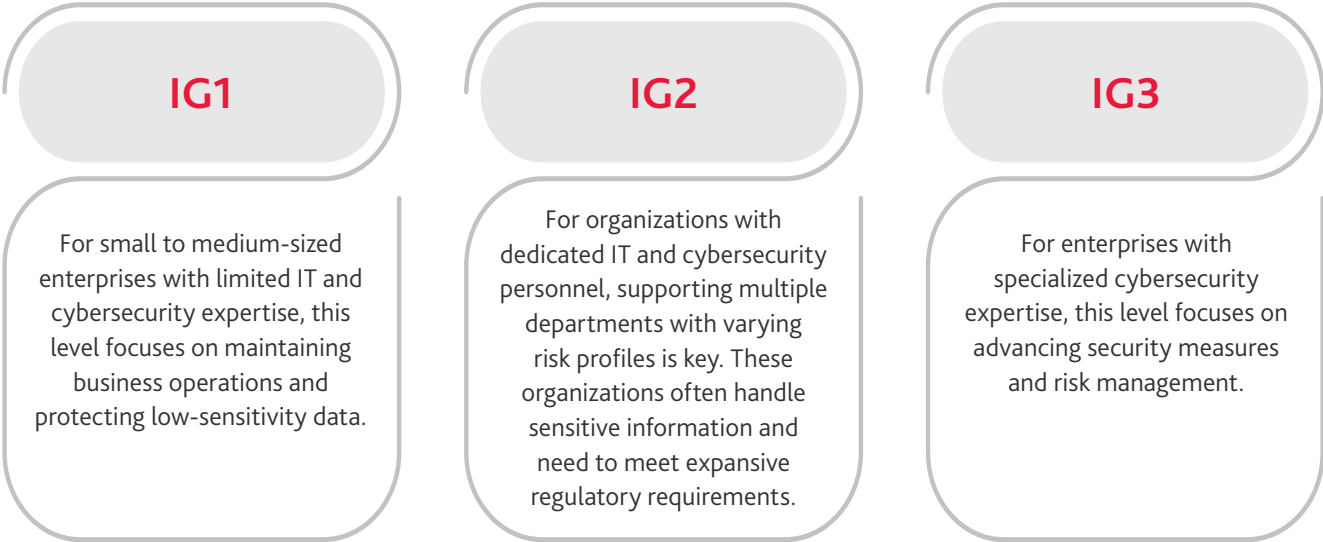 IG1
For small to medium-sized
enterprises with limited IT and
cybersecurity expertise, this
level focuses on maintaining
business operations and
protecting low-sensitivity data.
IG2
For organizations with
dedicated IT and cybersecurity
personnel, supporting multiple
departments with varying
risk profiles is key. These
organizations often handle
sensitive information and
need to meet expansive
regulatory requirements.
IG3
For enterprises with
specialized cybersecurity
expertise, this level focuses on
advancing security measures
and risk management.